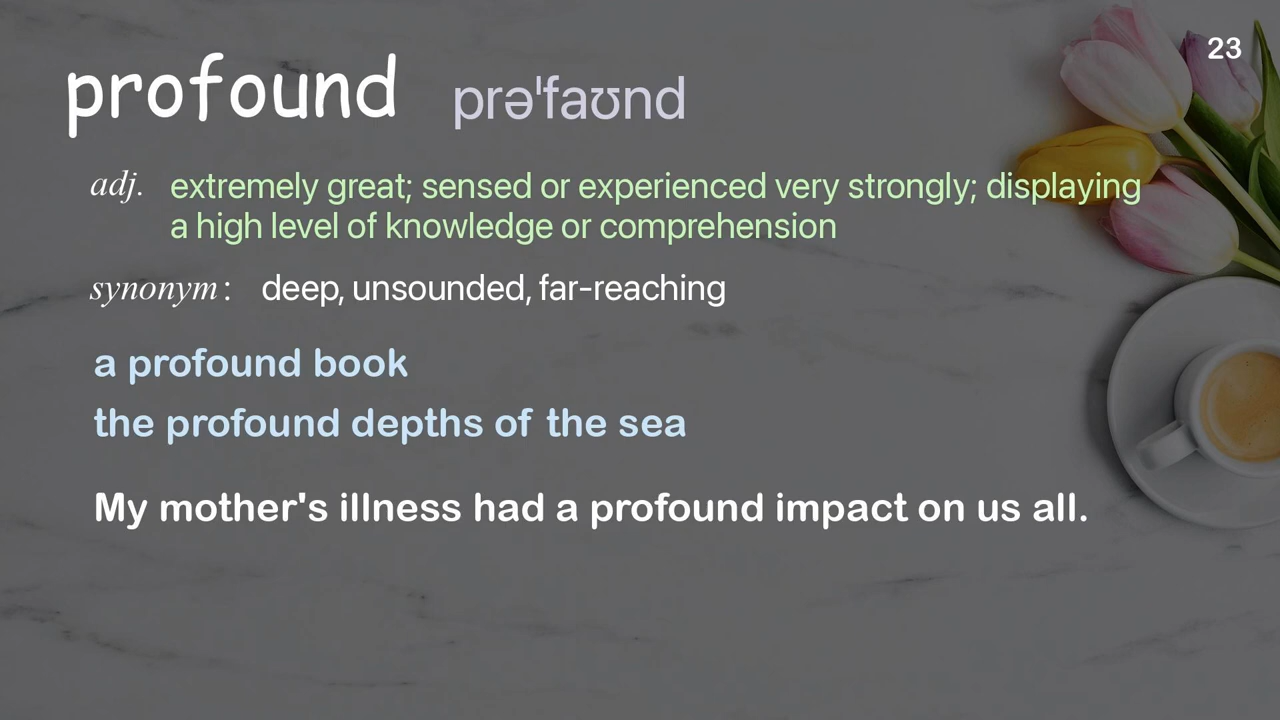 23
profound prəˈfaʊnd
adj. extremely great; sensed or experienced very strongly; displaying
a high level of knowledge or comprehension
synonym: deep, unsounded, far-reaching
a profound book
the profound depths of the sea
My mother's illness had a profound impact on us all.